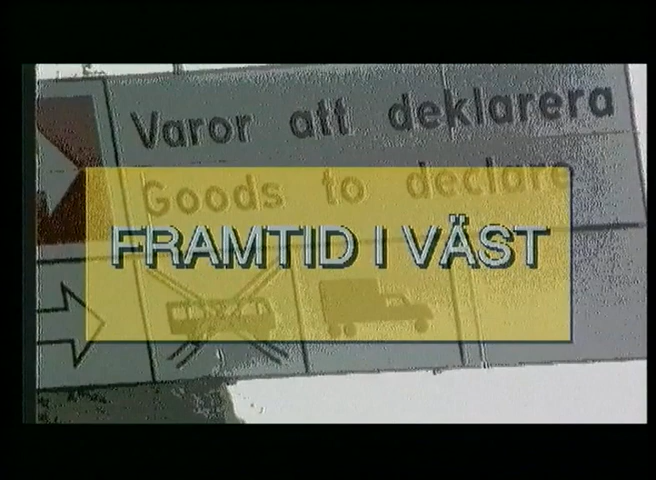 Varor att deklarera
Goods to declare
FRAMTID I VÄST